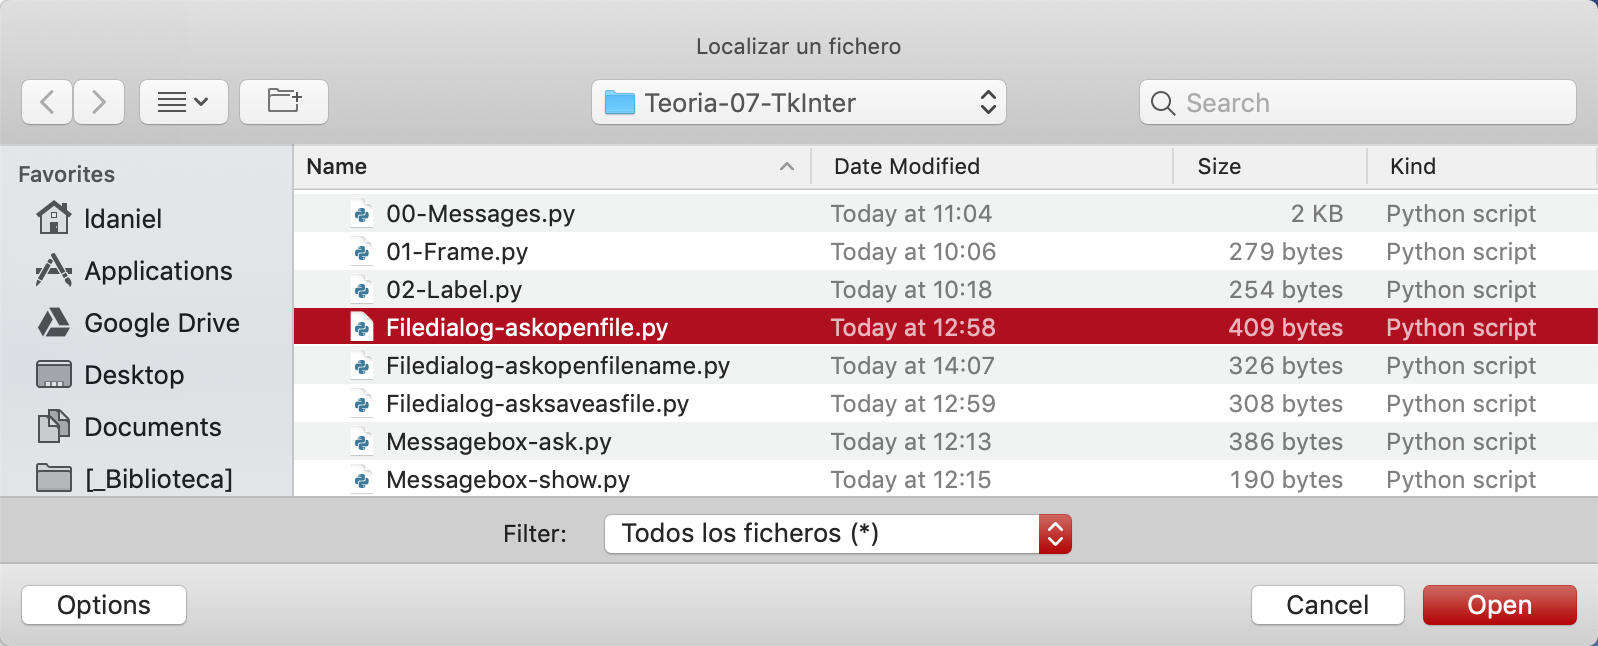 Localizar un fichero
Teoria-07-TkInter
Search
Favorites
ldaniel
Applications
Google Drive
Desktop
Documents
[_Biblioteca]
Name Date Modified Size Kind
00-Messages.py Today at 11:04 2 KB Python script
01-Frame.py Today at 10:06 279 bytes Python script
02-Label.py Today at 10:18 254 bytes Python script
Filedialog-askopenfile.py Today at 12:58 409 bytes Python script
Filedialog-askopenfilename.py Today at 14:07 326 bytes Python script
Filedialog-asksaveasfile.py Today at 12:59 308 bytes Python script
Messagebox-ask.py Today at 12:13 386 bytes Python script
Messagebox-show.py Today at 12:15 190 bytes Python script
Filter: Todos los ficheros (*)
Options Cancel Open